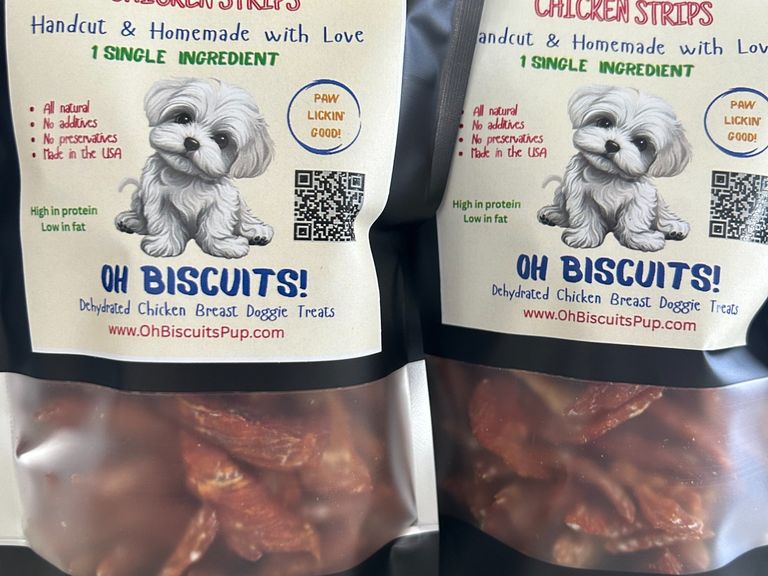 CHICKEN STRIPS
Handcut & Homemade with Love
1 SINGLE INGREDIENT
• All natural
• No additives
• No preservatives
• Made in the USA
PAW
LICKIN'
GOOD!
High in protein
Low in fat
OH BISCUITS!
Dehydrated Chicken Breast Doggie Treats
www.OhBiscuitsPup.com
CHICKEN STRIPS
andcut & Homemade with Lov
1 SINGLE INGREDIENT
• All natural
• No additives
• No preservatives
• Made in the USA
PAW
LICKIN'
GOOD!
High in protein
Low in fat
OH BISCUITS!
Dehydrated Chicken Breast Doggie Treats
www.OhBiscuitsPup.com